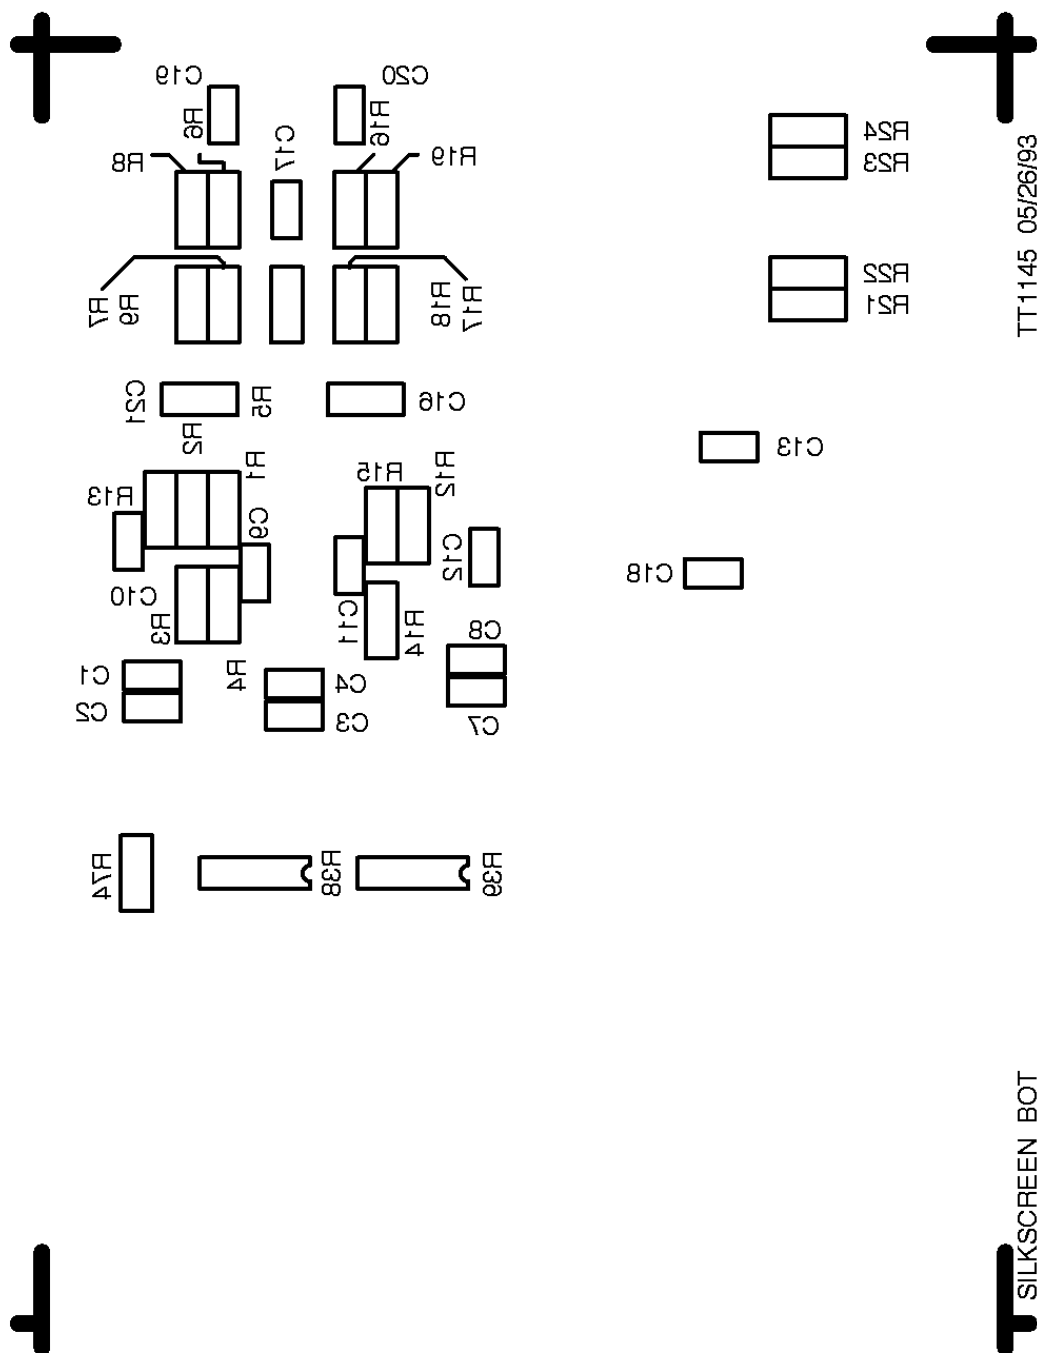 C19
C20
R6
R16
C17
R8
R19
R24
R23
TT1145 05/26/93
R7
R9
R18
R17
R22
R21
C21
R5
C16
R2
C13
R1
R15
R12
R13
C9
C12
C18
C10
R3
C11
R14
C8
C1
R4
C4
C2
C3
C7
R74
R38
R39
SILKSCREEN BOT